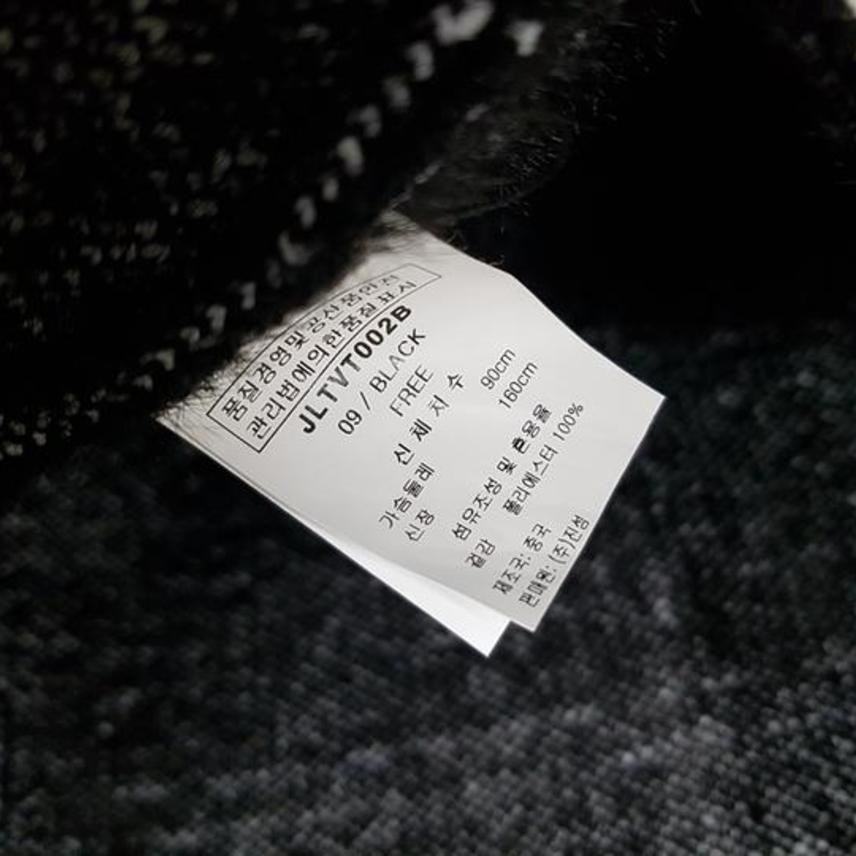 품질경영및공산품안전
관리법에의한품질표시
JLTVT002B
09 / BLACK
FREE
신 체 치 수
가슴둘레 90cm
신장 160cm
섬유조성 및 혼용율
겉감 폴리에스터 100%
제조국: 중국
판매원: (주)진섬